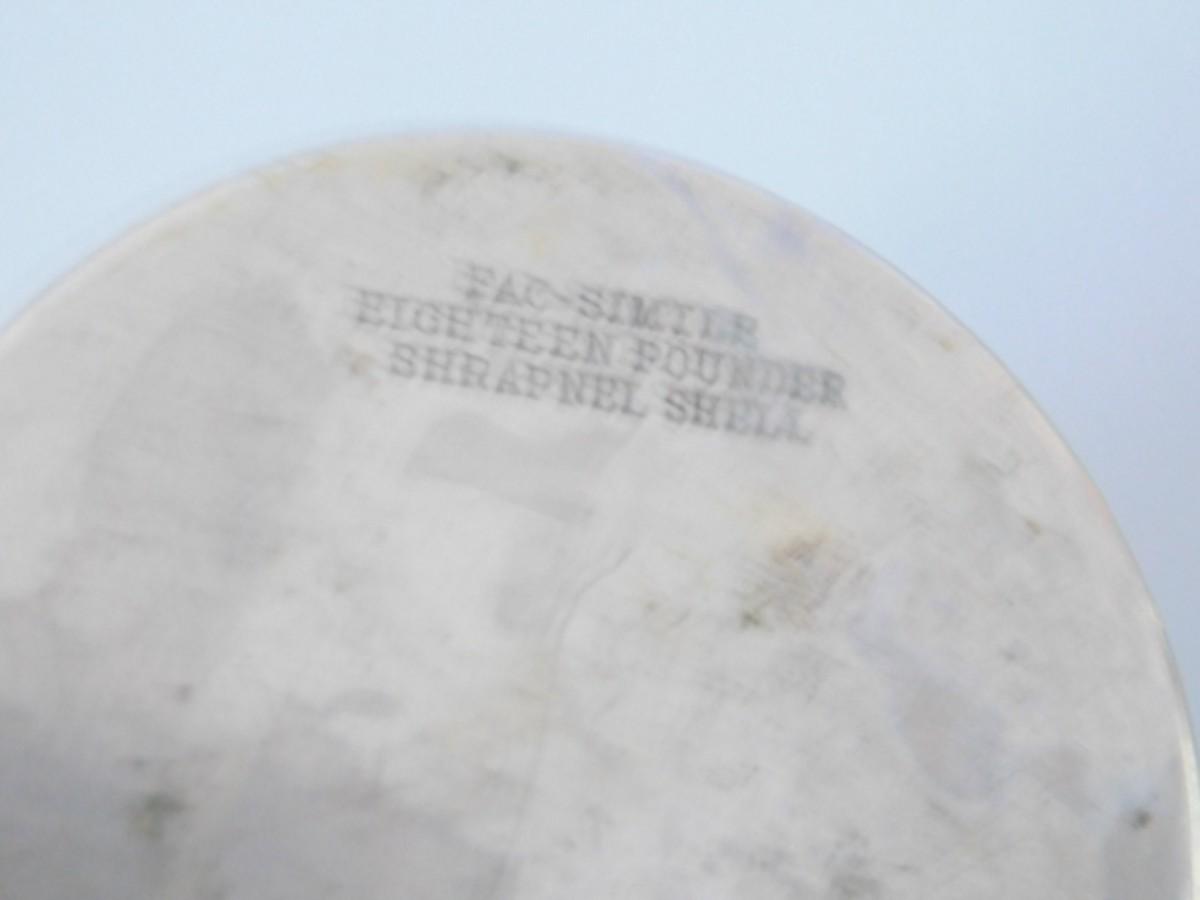 FAC-SIMILE
EIGHTEEN POUNDER
SHRAPNEL SHELL